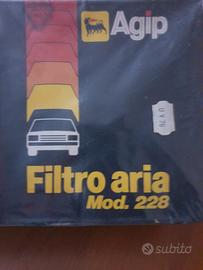 Agip
Filtro aria
Mod. 228
subito